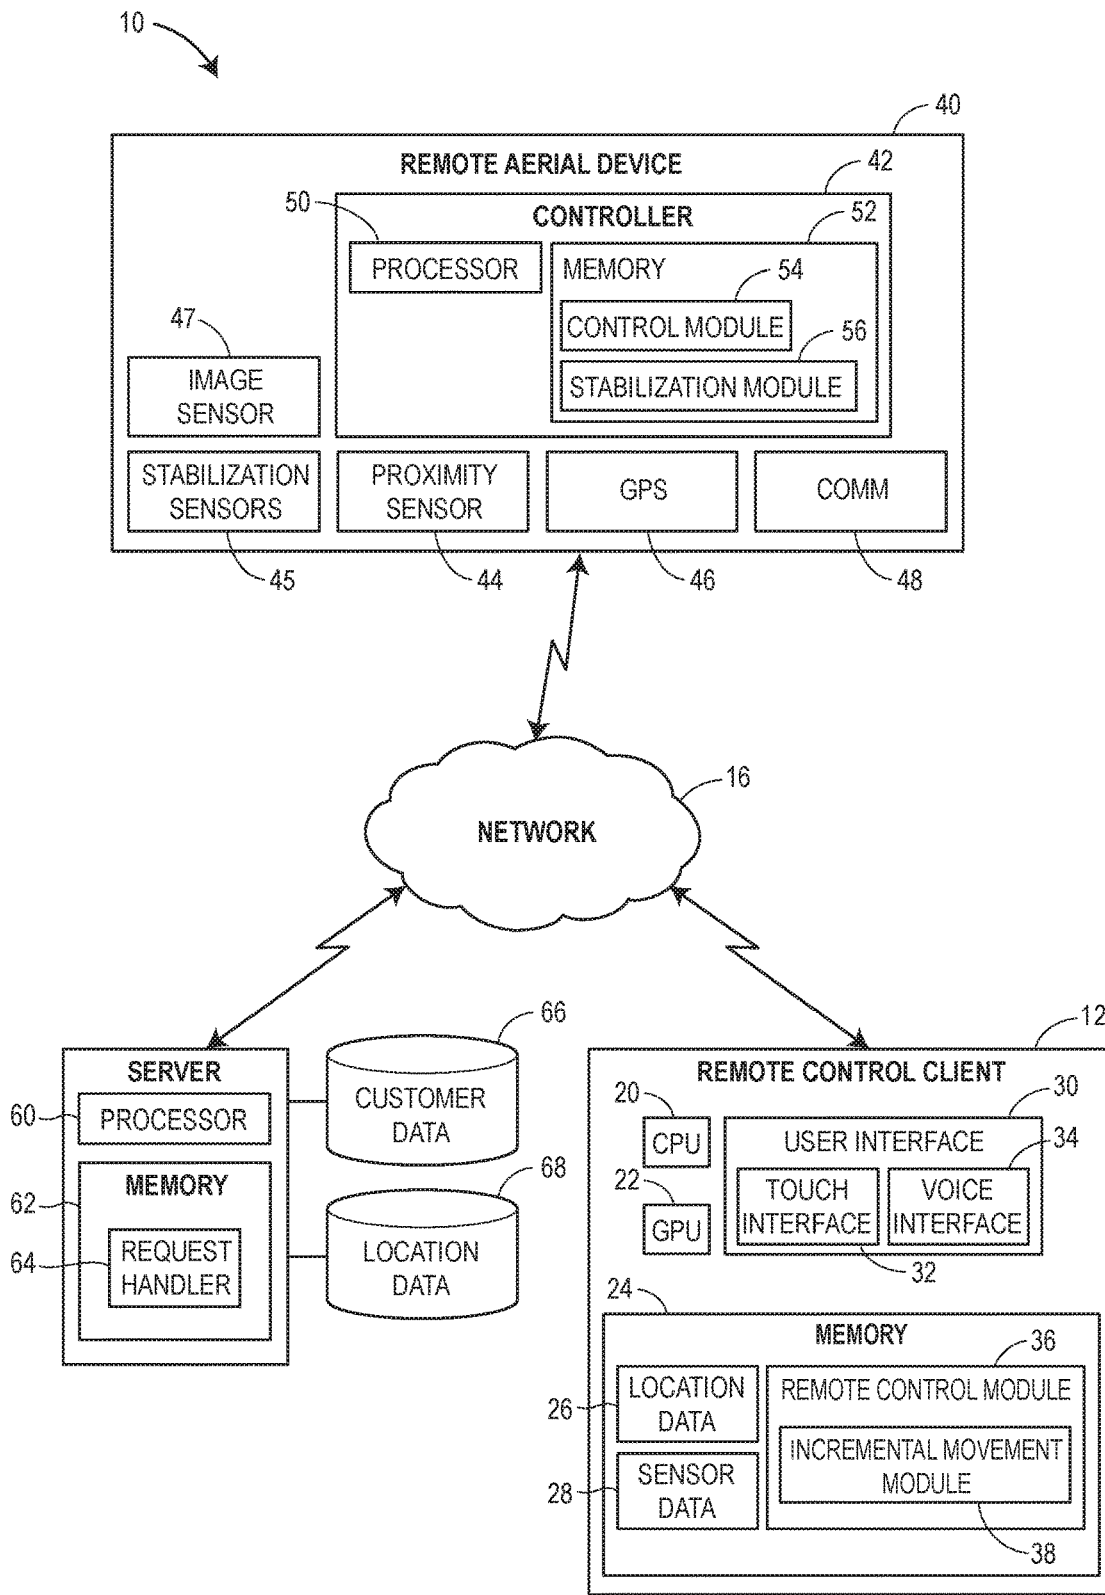 10
40
REMOTE AERIAL DEVICE
42
50
CONTROLLER
52
PROCESSOR
MEMORY
54
CONTROL MODULE
56
STABILIZATION MODULE
47
IMAGE
SENSOR
STABILIZATION
SENSORS
PROXIMITY
SENSOR
GPS
COMM
45
44
46
48
16
NETWORK
66
SERVER
60
PROCESSOR
CUSTOMER
DATA
62
MEMORY
68
64
REQUEST
HANDLER
LOCATION
DATA
12
REMOTE CONTROL CLIENT
20
30
CPU
USER INTERFACE
34
22
GPU
TOUCH
INTERFACE
VOICE
INTERFACE
32
24
MEMORY
36
26
LOCATION
DATA
REMOTE CONTROL MODULE
28
SENSOR
DATA
INCREMENTAL MOVEMENT
MODULE
38